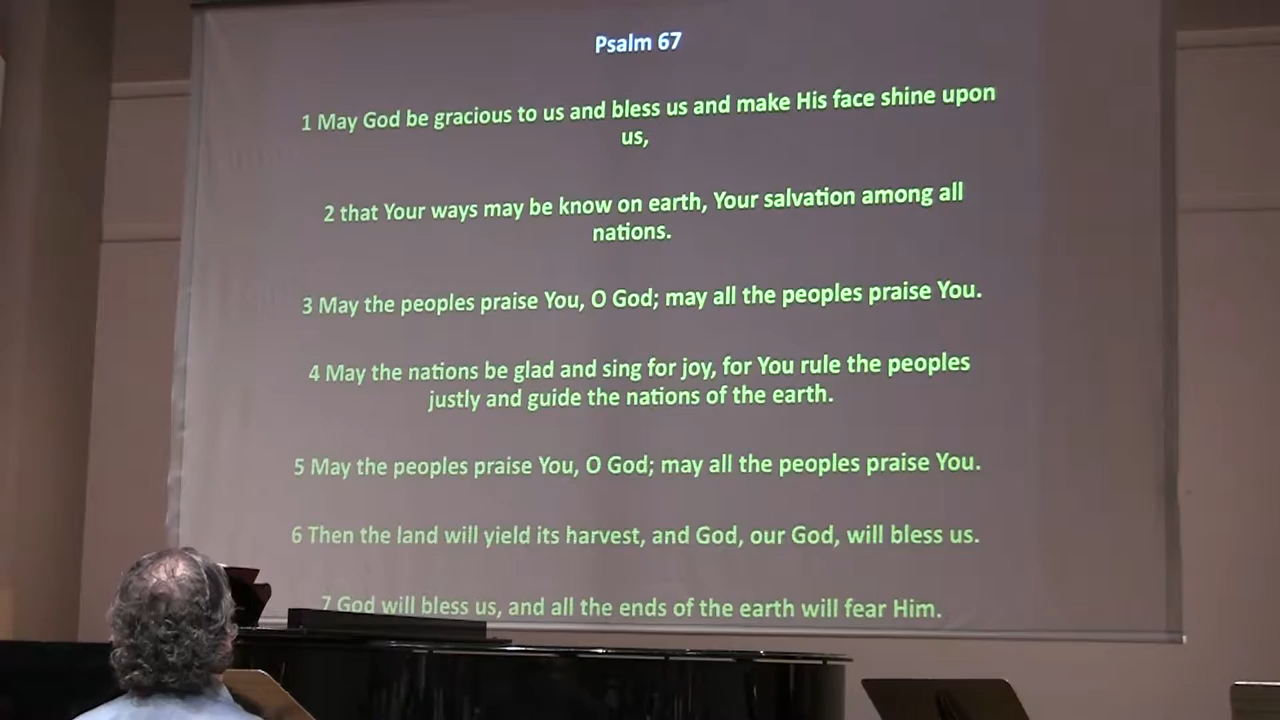 Psalm 67
1 May God be gracious to us and bless us and make His face shine upon
us,
2 that Your ways may be know on earth, Your salvation among all
nations.
3 May the peoples praise You, O God; may all the peoples praise You.
4 May the nations be glad and sing for joy, for You rule the peoples
justly and guide the nations of the earth.
5 May the peoples praise You, O God; may all the peoples praise You.
6 Then the land will yield its harvest, and God, our God, will bless us.
7 God will bless us, and all the ends of the earth will fear Him.